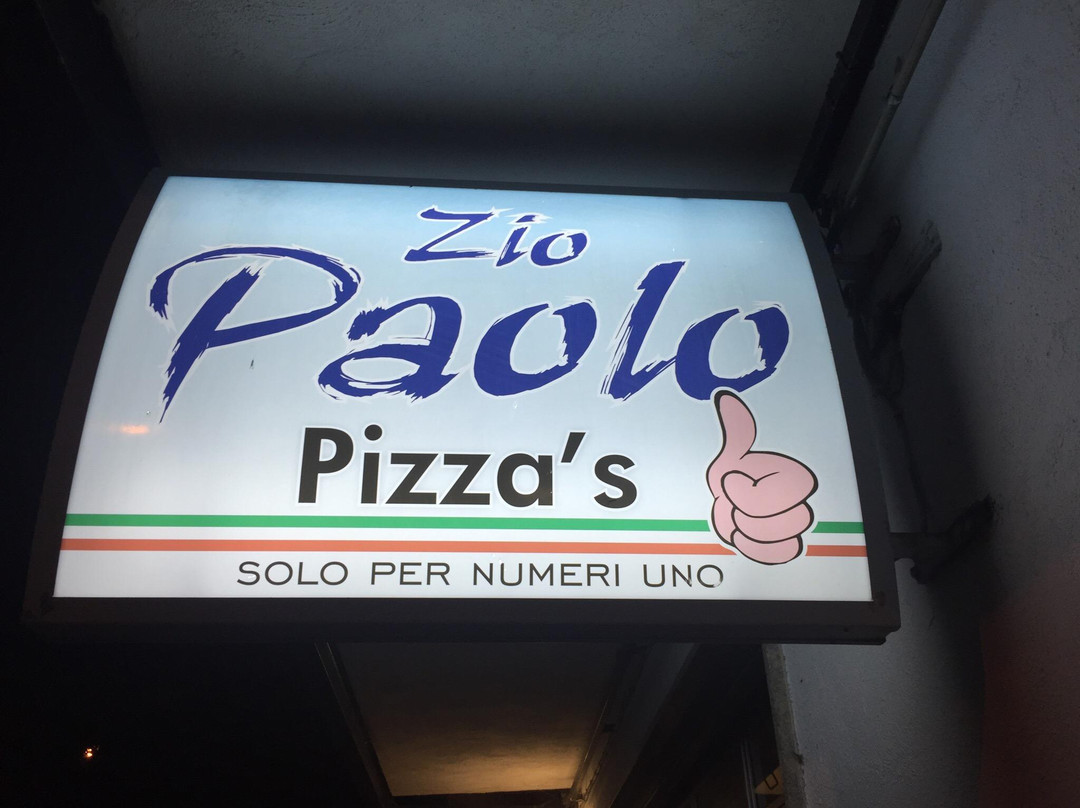 Zio
Paolo
Pizza's
SOLO PER NUMERI UNO